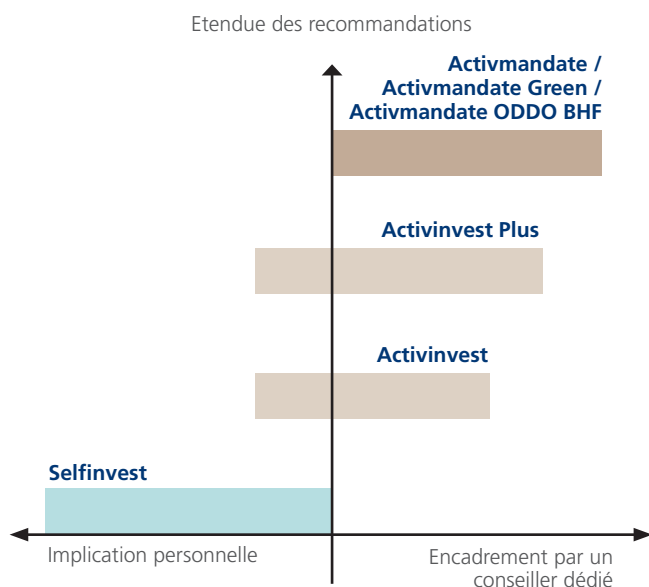 Etendue des recommandations
Activmandate /
Activmandate Green /
Activmandate ODDO BHF
Activinvest Plus
Activinvest
Selfinvest
Implication personnelle
Encadrement par un
conseiller dédié